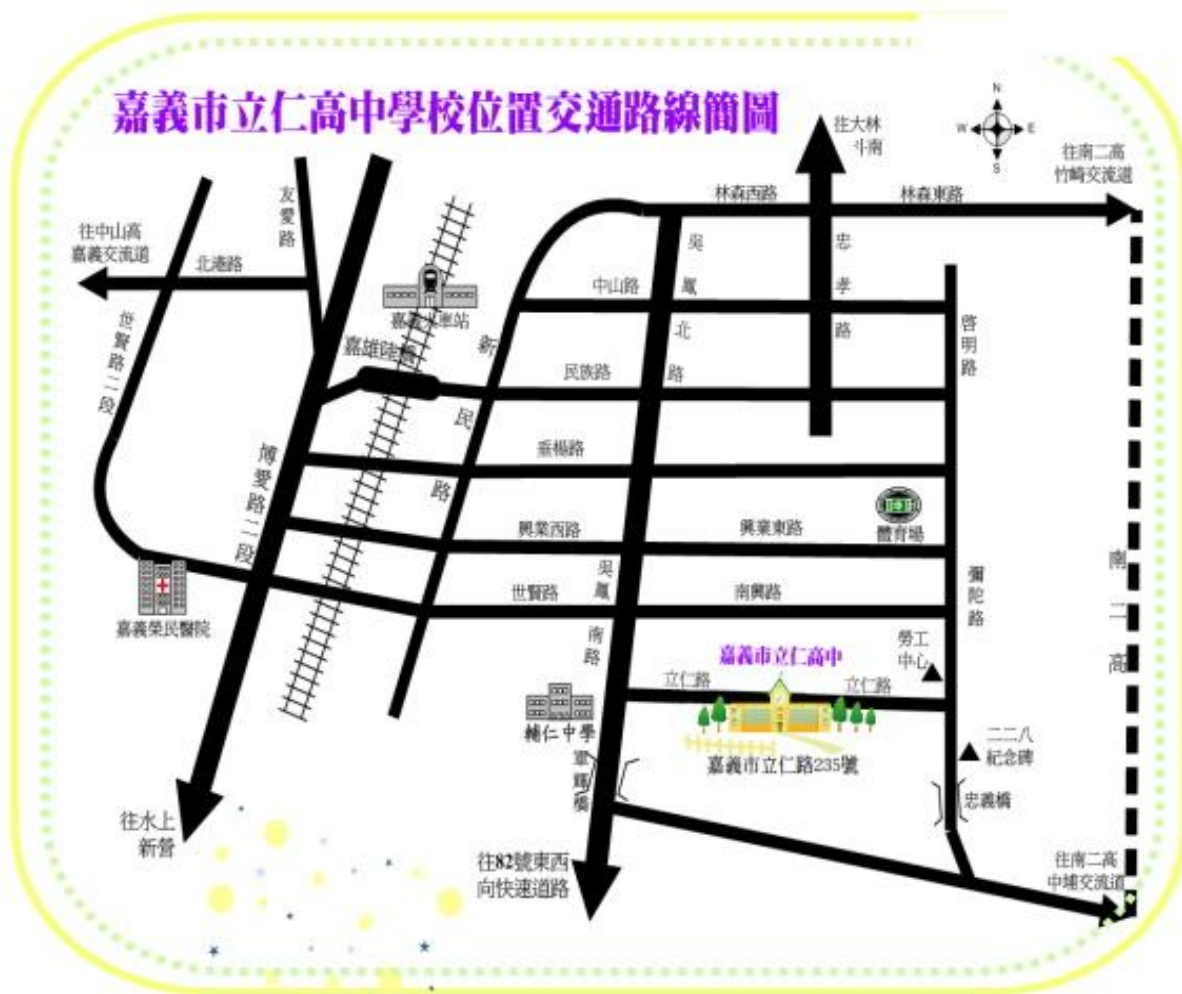 嘉義市立仁高中學校位置交通路線簡圖
N
W
E
S
往大林
斗南
往南二高
竹崎交流道
林森西路
林森東路
友愛路
往中山高
嘉義交流道
北港路
吳鳳北路
忠孝路
中山路
嘉義火車站
世賢路二段
新民路
啓明路
嘉雄陸橋
民族路
垂楊路
博愛路二段
體育場
興業西路
興業東路
南二高
吳鳳南路
彌陀路
世賢路
南興路
嘉義榮民醫院
勞工
中心
嘉義市立仁高中
立仁路
立仁路
輔仁中學
二二八
紀念碑
軍輝橋
嘉義市立仁路235號
忠義橋
往水上
新營
往82號東西
向快速道路
往南二高
中埔交流道